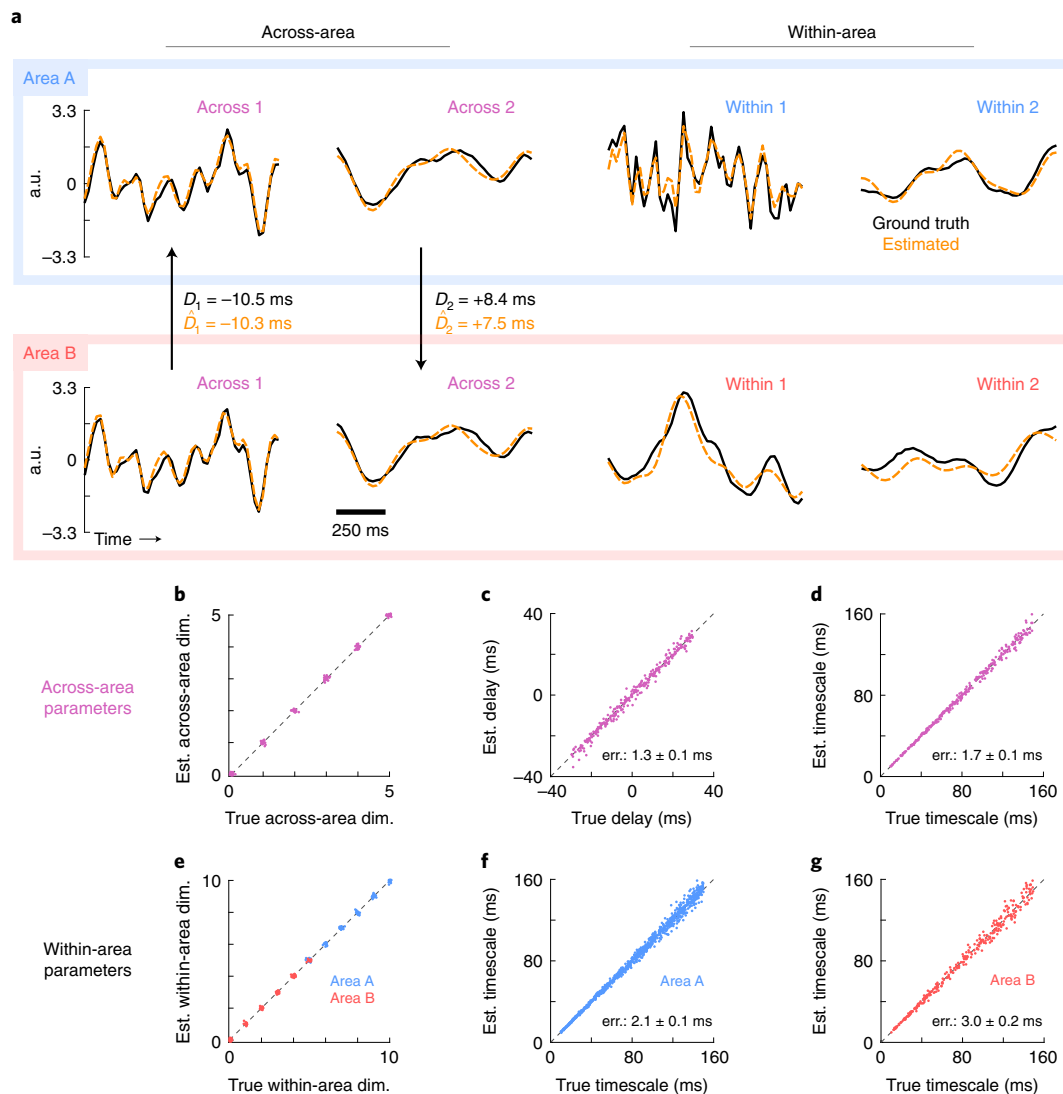 a
Across-area
Within-area
Area A
3.3
0
−3.3
a.u.
Across 1
Across 2
Within 1
Within 2
Ground truth
Estimated
D1 = −10.5 ms
D̂1 = −10.3 ms
D2 = +8.4 ms
D̂2 = +7.5 ms
Area B
3.3
0
−3.3
a.u.
Across 1
Across 2
Within 1
Within 2
Time →
250 ms
Across-area
parameters
b
5
0
0
5
Est. across-area dim.
True across-area dim.
c
40
0
−40
−40
0
40
Est. delay (ms)
err.: 1.3 ± 0.1 ms
True delay (ms)
d
160
80
0
0
80
160
Est. timescale (ms)
err.: 1.7 ± 0.1 ms
True timescale (ms)
Within-area
parameters
e
10
0
0
10
Est. within-area dim.
Area A
Area B
True within-area dim.
f
160
80
0
0
80
160
Est. timescale (ms)
Area A
err.: 2.1 ± 0.1 ms
True timescale (ms)
g
160
80
0
0
80
160
Est. timescale (ms)
Area B
err.: 3.0 ± 0.2 ms
True timescale (ms)